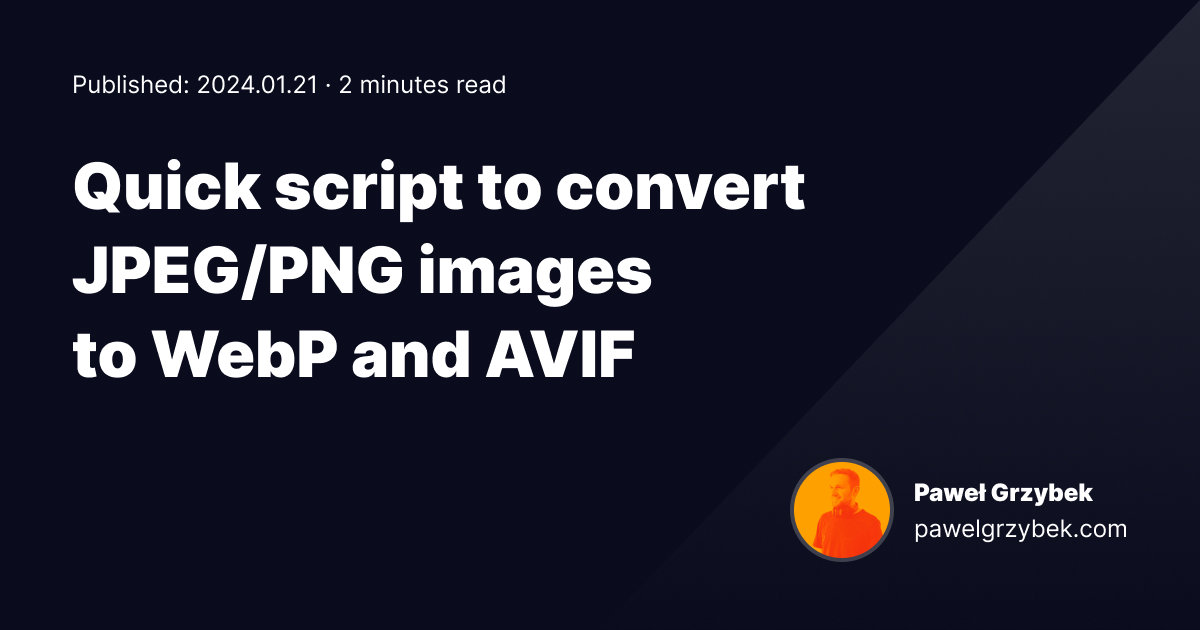 Published: 2024.01.21 · 2 minutes read
Quick script to convert
JPEG/PNG images
to WebP and AVIF
Paweł Grzybek
pawelgrzybek.com